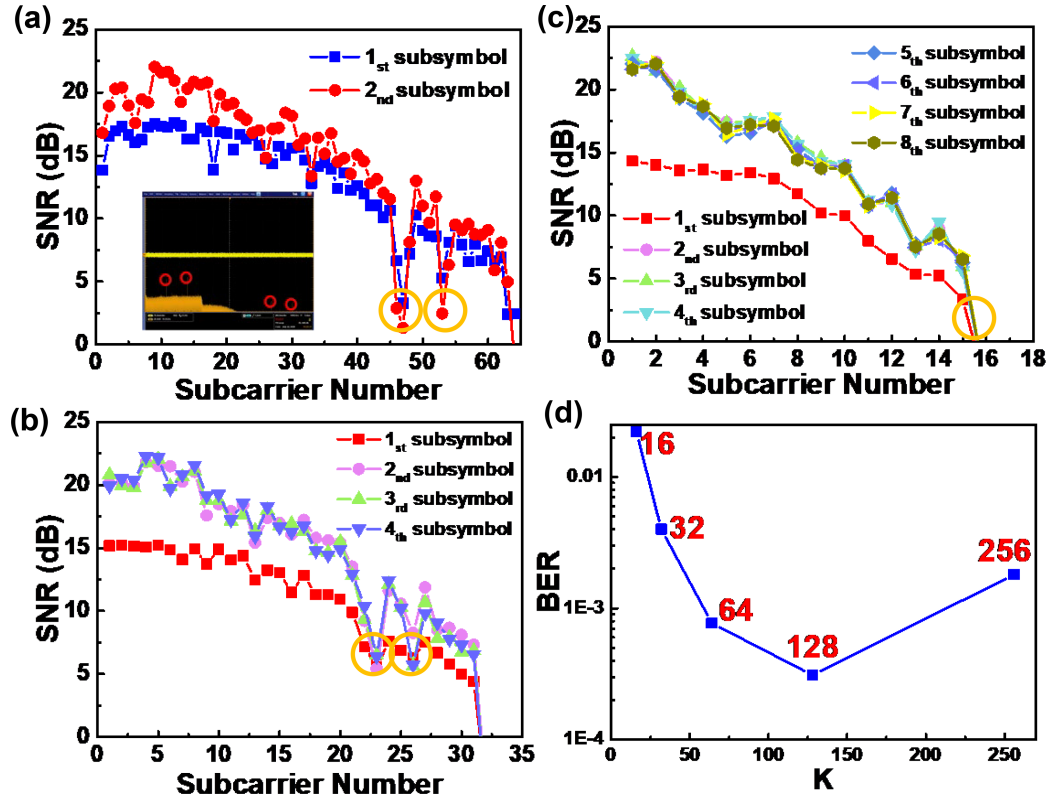 (a)
25
20
15
10
5
0
SNR (dB)
1st subsymbol
2nd subsymbol
0 10 20 30 40 50 60
Subcarrier Number
(c)
25
20
15
10
5
0
SNR (dB)
5th subsymbol
6th subsymbol
7th subsymbol
8th subsymbol
1st subsymbol
2nd subsymbol
3rd subsymbol
4th subsymbol
0 2 4 6 8 10 12 14 16 18
Subcarrier Number
(b)
25
20
15
10
5
0
SNR (dB)
1st subsymbol
2nd subsymbol
3rd subsymbol
4th subsymbol
0 5 10 15 20 25 30 35
Subcarrier Number
(d)
0.01
1E-3
1E-4
BER
16
32
64
128
256
0 50 100 150 200 250
K